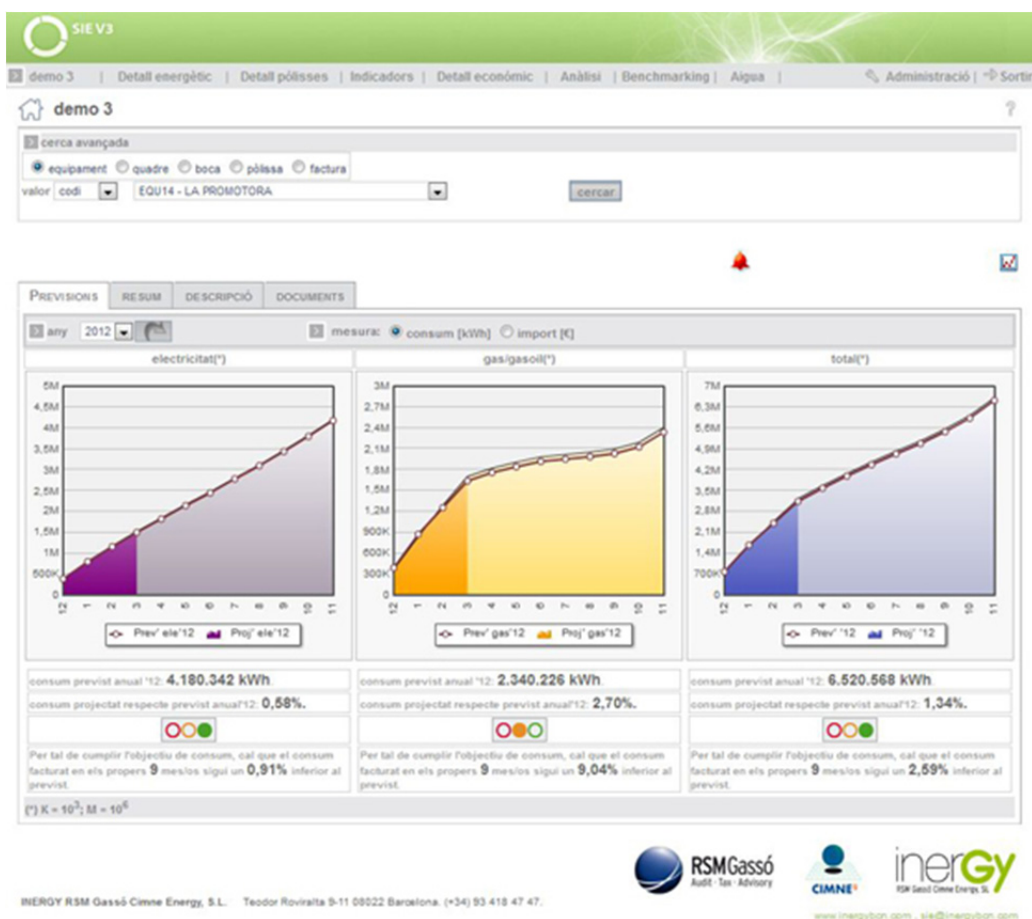 SIE V3
demo 3 | Detall energètic | Detall pólisses | Indicadors | Detall econòmic | Anàlisi | Benchmarking | Aigua | Administració | Sortir
demo 3 ?
cerca avançada
equipament quadre boca pòlissa factura
valor codi EQU14 - LA PROMOTORA cercar
PREVISIONS RESUM DESCRIPCIÓ DOCUMENTS
any 2012 mesura: consum [kWh] import [€]
electricitat(*) gas/gasoil(*) total(*)
5M 3M 7M
4,5M 2,7M 6,3M
4M 2,4M 5,6M
3,5M 2,1M 4,9M
3M 1,8M 4,2M
2,5M 1,5M 3,5M
2M 1,2M 2,8M
1,5M 900K 2,1M
1M 600K 1,4M
500K 300K 700K
0 0 0
12 1 2 3 4 5 6 7 8 9 10 11 12 1 2 3 4 5 6 7 8 9 10 11 12 1 2 3 4 5 6 7 8 9 10 11
Prev' ele'12 Proj' ele'12 Prev' gas'12 Proj' gas'12 Prev' '12 Proj' '12
consum previst anual '12: 4.180.342 kWh. consum previst anual '12: 2.340.226 kWh. consum previst anual '12: 6.520.568 kWh.
consum projectat respecte previst anual'12: 0,58%. consum projectat respecte previst anual'12: 2,70%. consum projectat respecte previst anual'12: 1,34%.
Per tal de cumplir l'objectiu de consum, cal que el consum Per tal de cumplir l'objectiu de consum, cal que el consum Per tal de cumplir l'objectiu de consum, cal que el consum
facturat en els propers 9 mes/os sigui un 0,91% inferior al facturat en els propers 9 mes/os sigui un 9,04% inferior al facturat en els propers 9 mes/os sigui un 2,59% inferior al
previst. previst. previst.
(*) K = 10³; M = 10⁶
RSM Gassó
Audit · Tax · Advisory
CIMNE
inerGy
RSM Gassó Cimne Energy, SL
INERGY RSM Gassó Cimne Energy, S.L. Teodor Roviralta 9-11 08022 Barcelona. (+34) 93 418 47 47.
www.inergybcn.com . sie@inergybcn.com